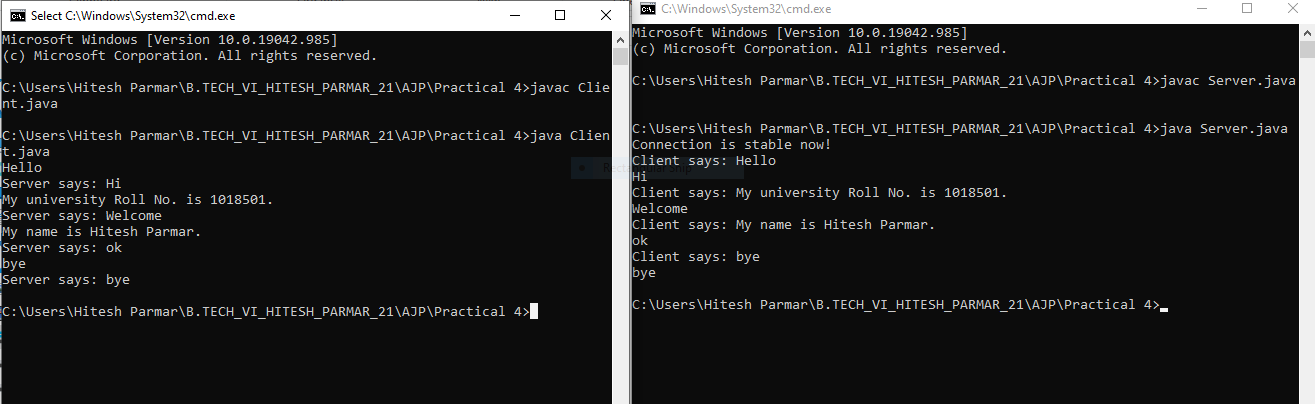 Select C:\Windows\System32\cmd.exe
Microsoft Windows [Version 10.0.19042.985]
(c) Microsoft Corporation. All rights reserved.
C:\Users\Hitesh Parmar\B.TECH_VI_HITESH_PARMAR_21\AJP\Practical 4>javac Clie
nt.java
C:\Users\Hitesh Parmar\B.TECH_VI_HITESH_PARMAR_21\AJP\Practical 4>java Clien
t.java
Hello
Server says: Hi
My university Roll No. is 1018501.
Server says: Welcome
My name is Hitesh Parmar.
Server says: ok
bye
Server says: bye
C:\Users\Hitesh Parmar\B.TECH_VI_HITESH_PARMAR_21\AJP\Practical 4>
C:\Windows\System32\cmd.exe
Microsoft Windows [Version 10.0.19042.985]
(c) Microsoft Corporation. All rights reserved.
C:\Users\Hitesh Parmar\B.TECH_VI_HITESH_PARMAR_21\AJP\Practical 4>javac Server.java
C:\Users\Hitesh Parmar\B.TECH_VI_HITESH_PARMAR_21\AJP\Practical 4>java Server.java
Connection is stable now!
Client says: Hello
Hi
Client says: My university Roll No. is 1018501.
Welcome
Client says: My name is Hitesh Parmar.
ok
Client says: bye
bye
C:\Users\Hitesh Parmar\B.TECH_VI_HITESH_PARMAR_21\AJP\Practical 4>